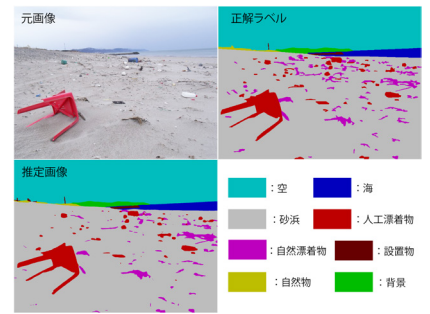 元画像
正解ラベル
推定画像
：空
：海
：砂浜
：人工漂着物
：自然漂着物
：設置物
：自然物
：背景